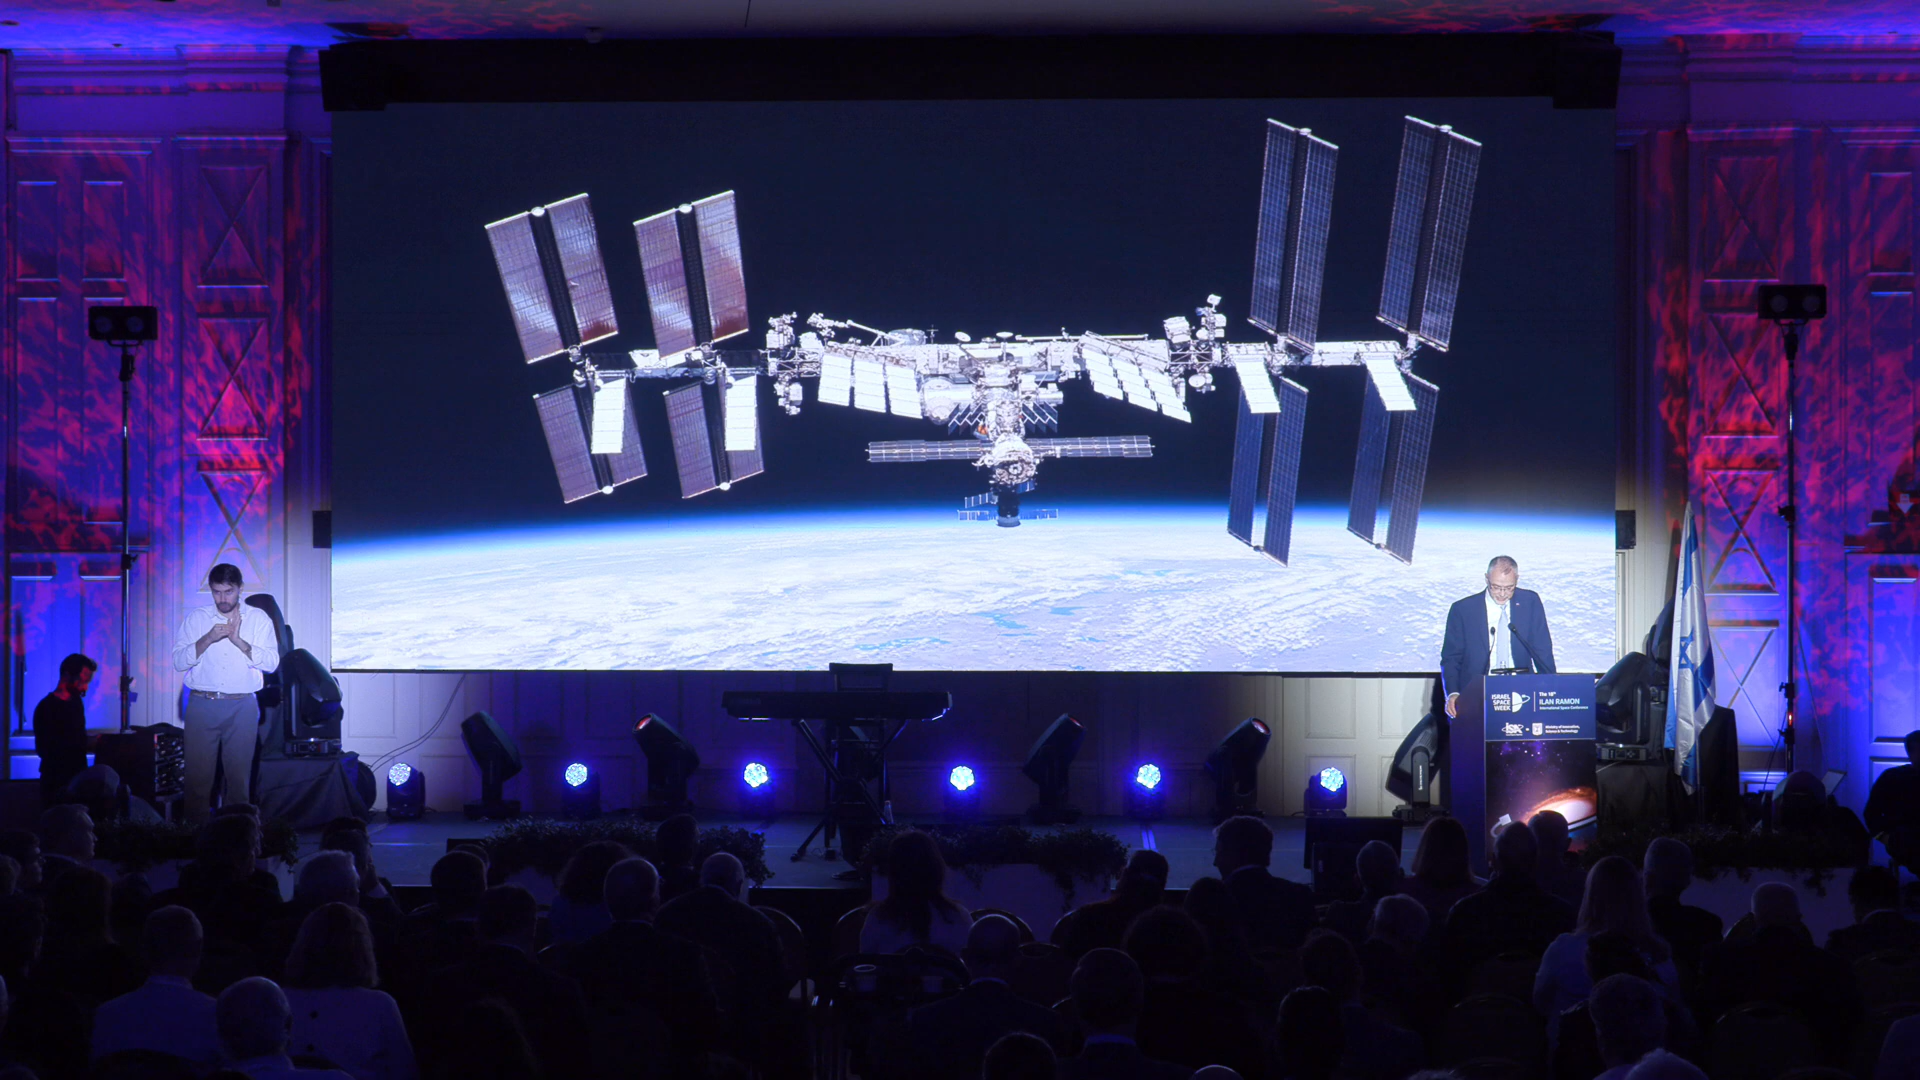 ISRAEL
SPACE
WEEK
The 18th
ILAN RAMON
International Space Conference
ISA
Ministry of Innovation,
Science & Technology